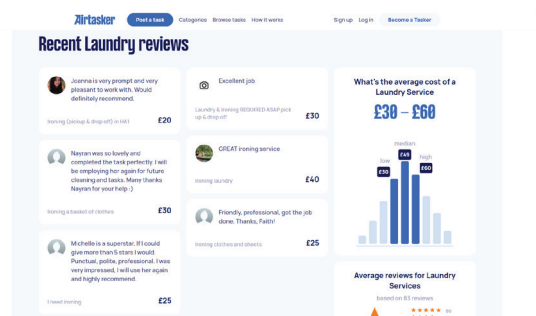 Airtasker
Post a task
Categories
Browse tasks
How it works
Sign up
Log in
Become a Tasker
Recent Laundry reviews
Joanna is very prompt and very
pleasant to work with. Would
definitely recommend.
Ironing (pickup & drop off) in HA1
£20
Nayran was so lovely and
completed the task perfectly. I will
be employing her again for future
cleaning and tasks. Many thanks
Nayran for your help :-)
Ironing a basket of clothes
£30
Michelle is a superstar. If I could
give more than 5 stars I would.
Punctual, polite, professional. I was
very impressed, I will use her again
and highly recommend.
I need ironing
£25
Excellent job
Laundry & Ironing REQUIRED ASAP pick
up & drop off
£30
GREAT ironing service
Ironing laundry
£40
Friendly, professional, got the job
done. Thanks, Faith!
Ironing clothes and sheets
£25
What's the average cost of a
Laundry Service
£30 – £60
median
£49
low
£30
high
£60
Average reviews for Laundry
Services
based on 83 reviews